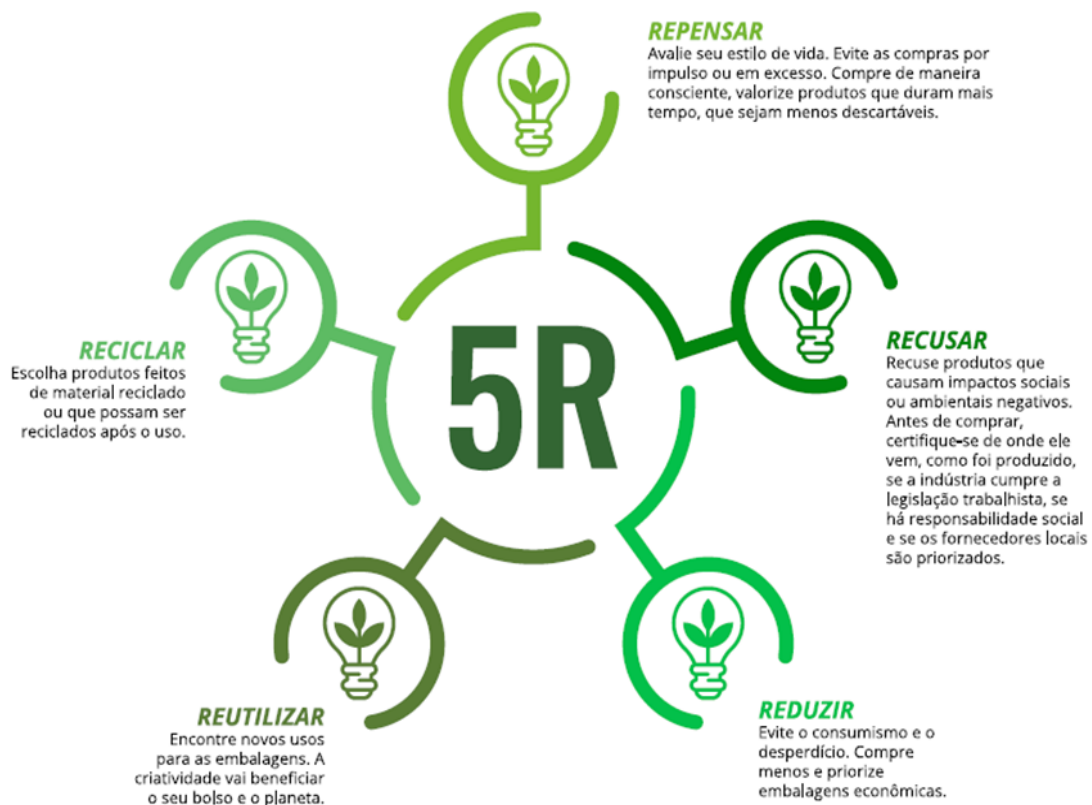 REPENSAR
Avalie seu estilo de vida. Evite as compras por
impulso ou em excesso. Compre de maneira
consciente, valorize produtos que duram mais
tempo, que sejam menos descartáveis.
RECICLAR
Escolha produtos feitos
de material reciclado
ou que possam ser
reciclados após o uso.
5R
RECUSAR
Recuse produtos que
causam impactos sociais
ou ambientais negativos.
Antes de comprar,
certifique-se de onde ele
vem, como foi produzido,
se a indústria cumpre a
legislação trabalhista, se
há responsabilidade social
e se os fornecedores locais
são priorizados.
REUTILIZAR
Encontre novos usos
para as embalagens. A
criatividade vai beneficiar
o seu bolso e o planeta.
REDUZIR
Evite o consumismo e o
desperdício. Compre
menos e priorize
embalagens econômicas.